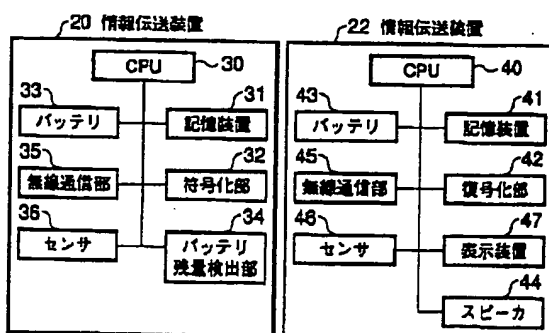 20 情報伝送装置
CPU
30
33
バッテリ
31
記憶装置
35
無線通信部
32
符号化部
36
センサ
34
バッテリ
残量検出部
22 情報伝送装置
CPU
40
43
バッテリ
41
記憶装置
45
無線通信部
42
復号化部
46
センサ
47
表示装置
44
スピーカ